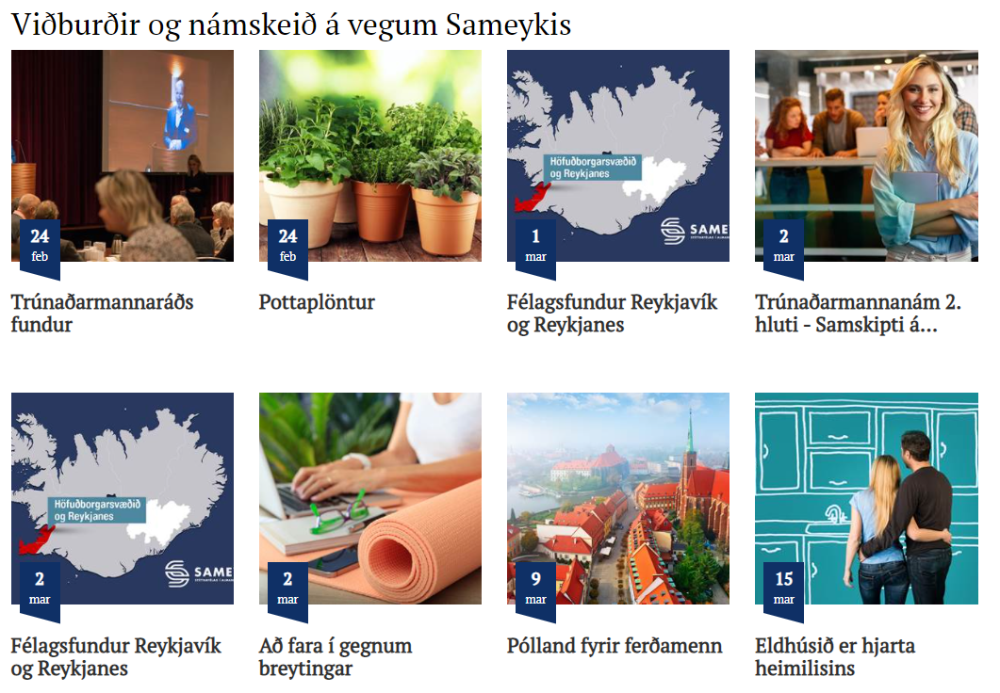 Viðburðir og námskeið á vegum Sameykis
24
feb
Trúnaðarmannaráðs
fundur
24
feb
Pottaplöntur
Höfuðborgarsvæðið
og Reykjanes
SAME
1
mar
Félagsfundur Reykjavík
og Reykjanes
2
mar
Trúnaðarmannanám 2.
hluti - Samskipti á...
Höfuðborgarsvæðið
og Reykjanes
SAME
2
mar
Félagsfundur Reykjavík
og Reykjanes
2
mar
Að fara í gegnum
breytingar
9
mar
Pólland fyrir ferðamenn
15
mar
Eldhúsið er hjarta
heimilisins